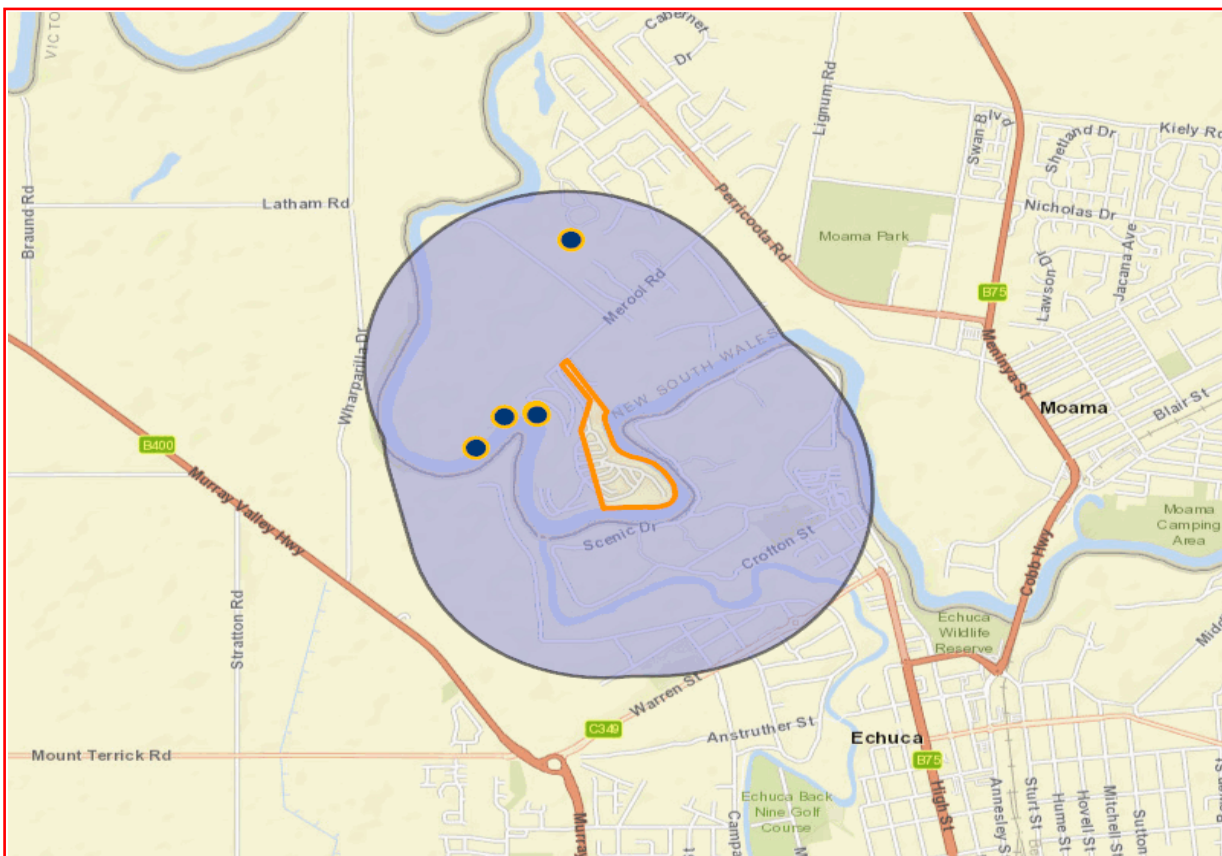 VICTO
Cabernet
Dr
Lignum Rd
Swan Blvd
Shetland Dr
Kiely Rd
Braund Rd
Latham Rd
Perricoota Rd
Moama Park
Nicholas Dr
Lawson Dr
Jacana Ave
B75
Merool Rd
Wharparilla Dr
NEW SOUTH WALES
Meninya St
Moama
Blair St
B400
Murray Valley Hwy
Scenic Dr
Crofton St
Moama
Camping
Area
Cobb Hwy
Stratton Rd
Echuca
Wildlife
Reserve
Warren St
C349
Anstruther St
Mount Terrick Rd
Echuca
B75
Echuca Back
Nine Golf
Course
High St
Annesley St
Sturt St
Hume St
Hovell St
Mitchell St
Sutton
Murray
Campa